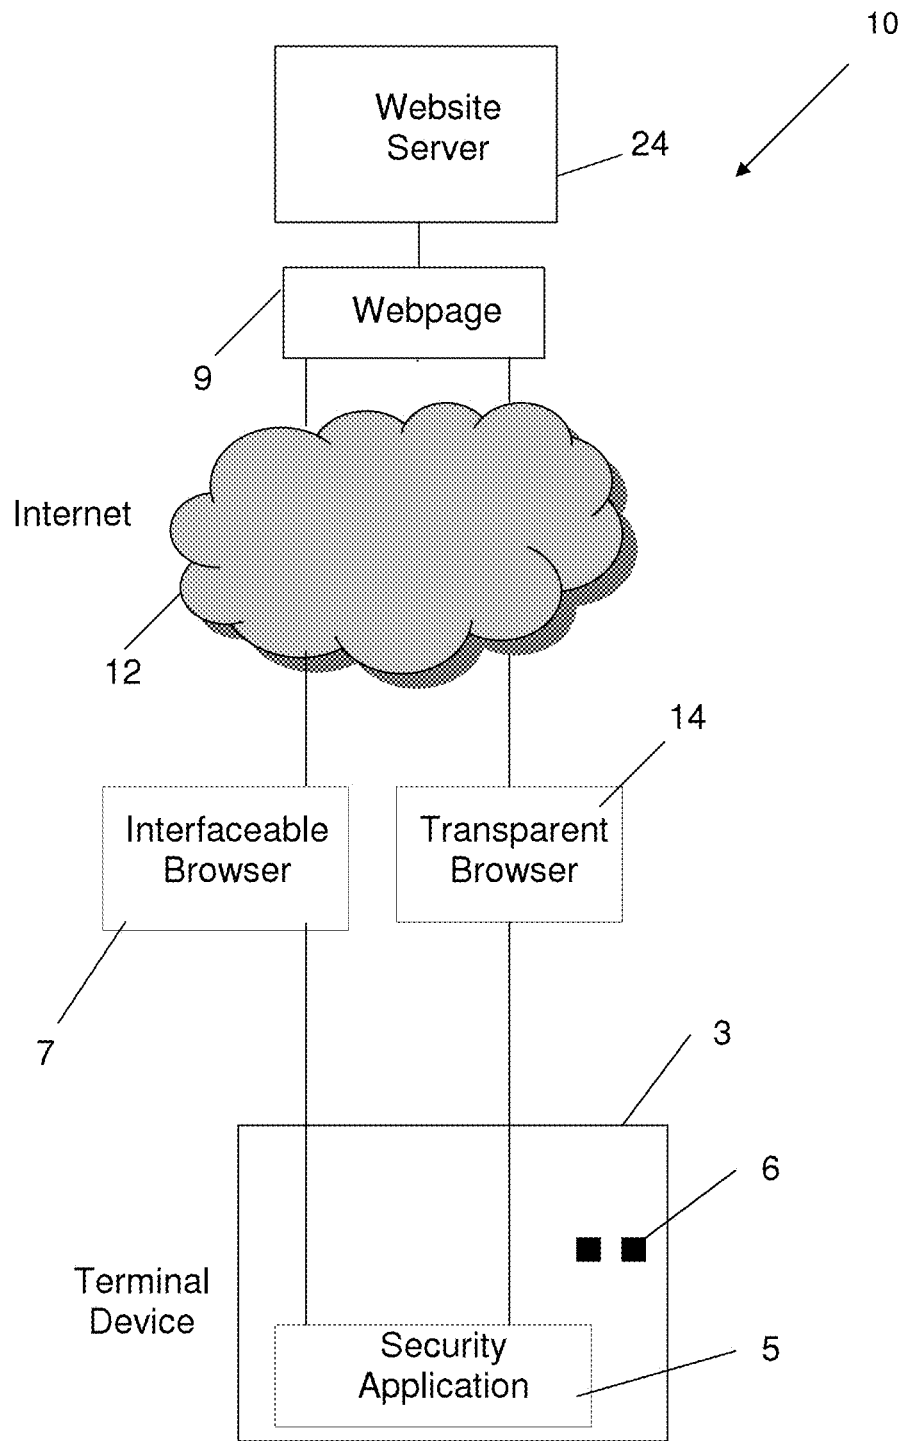 10
Website
Server
24
Webpage
9
Internet
12
14
Interfaceable
Browser
Transparent
Browser
7
3
6
Terminal
Device
Security
Application
5